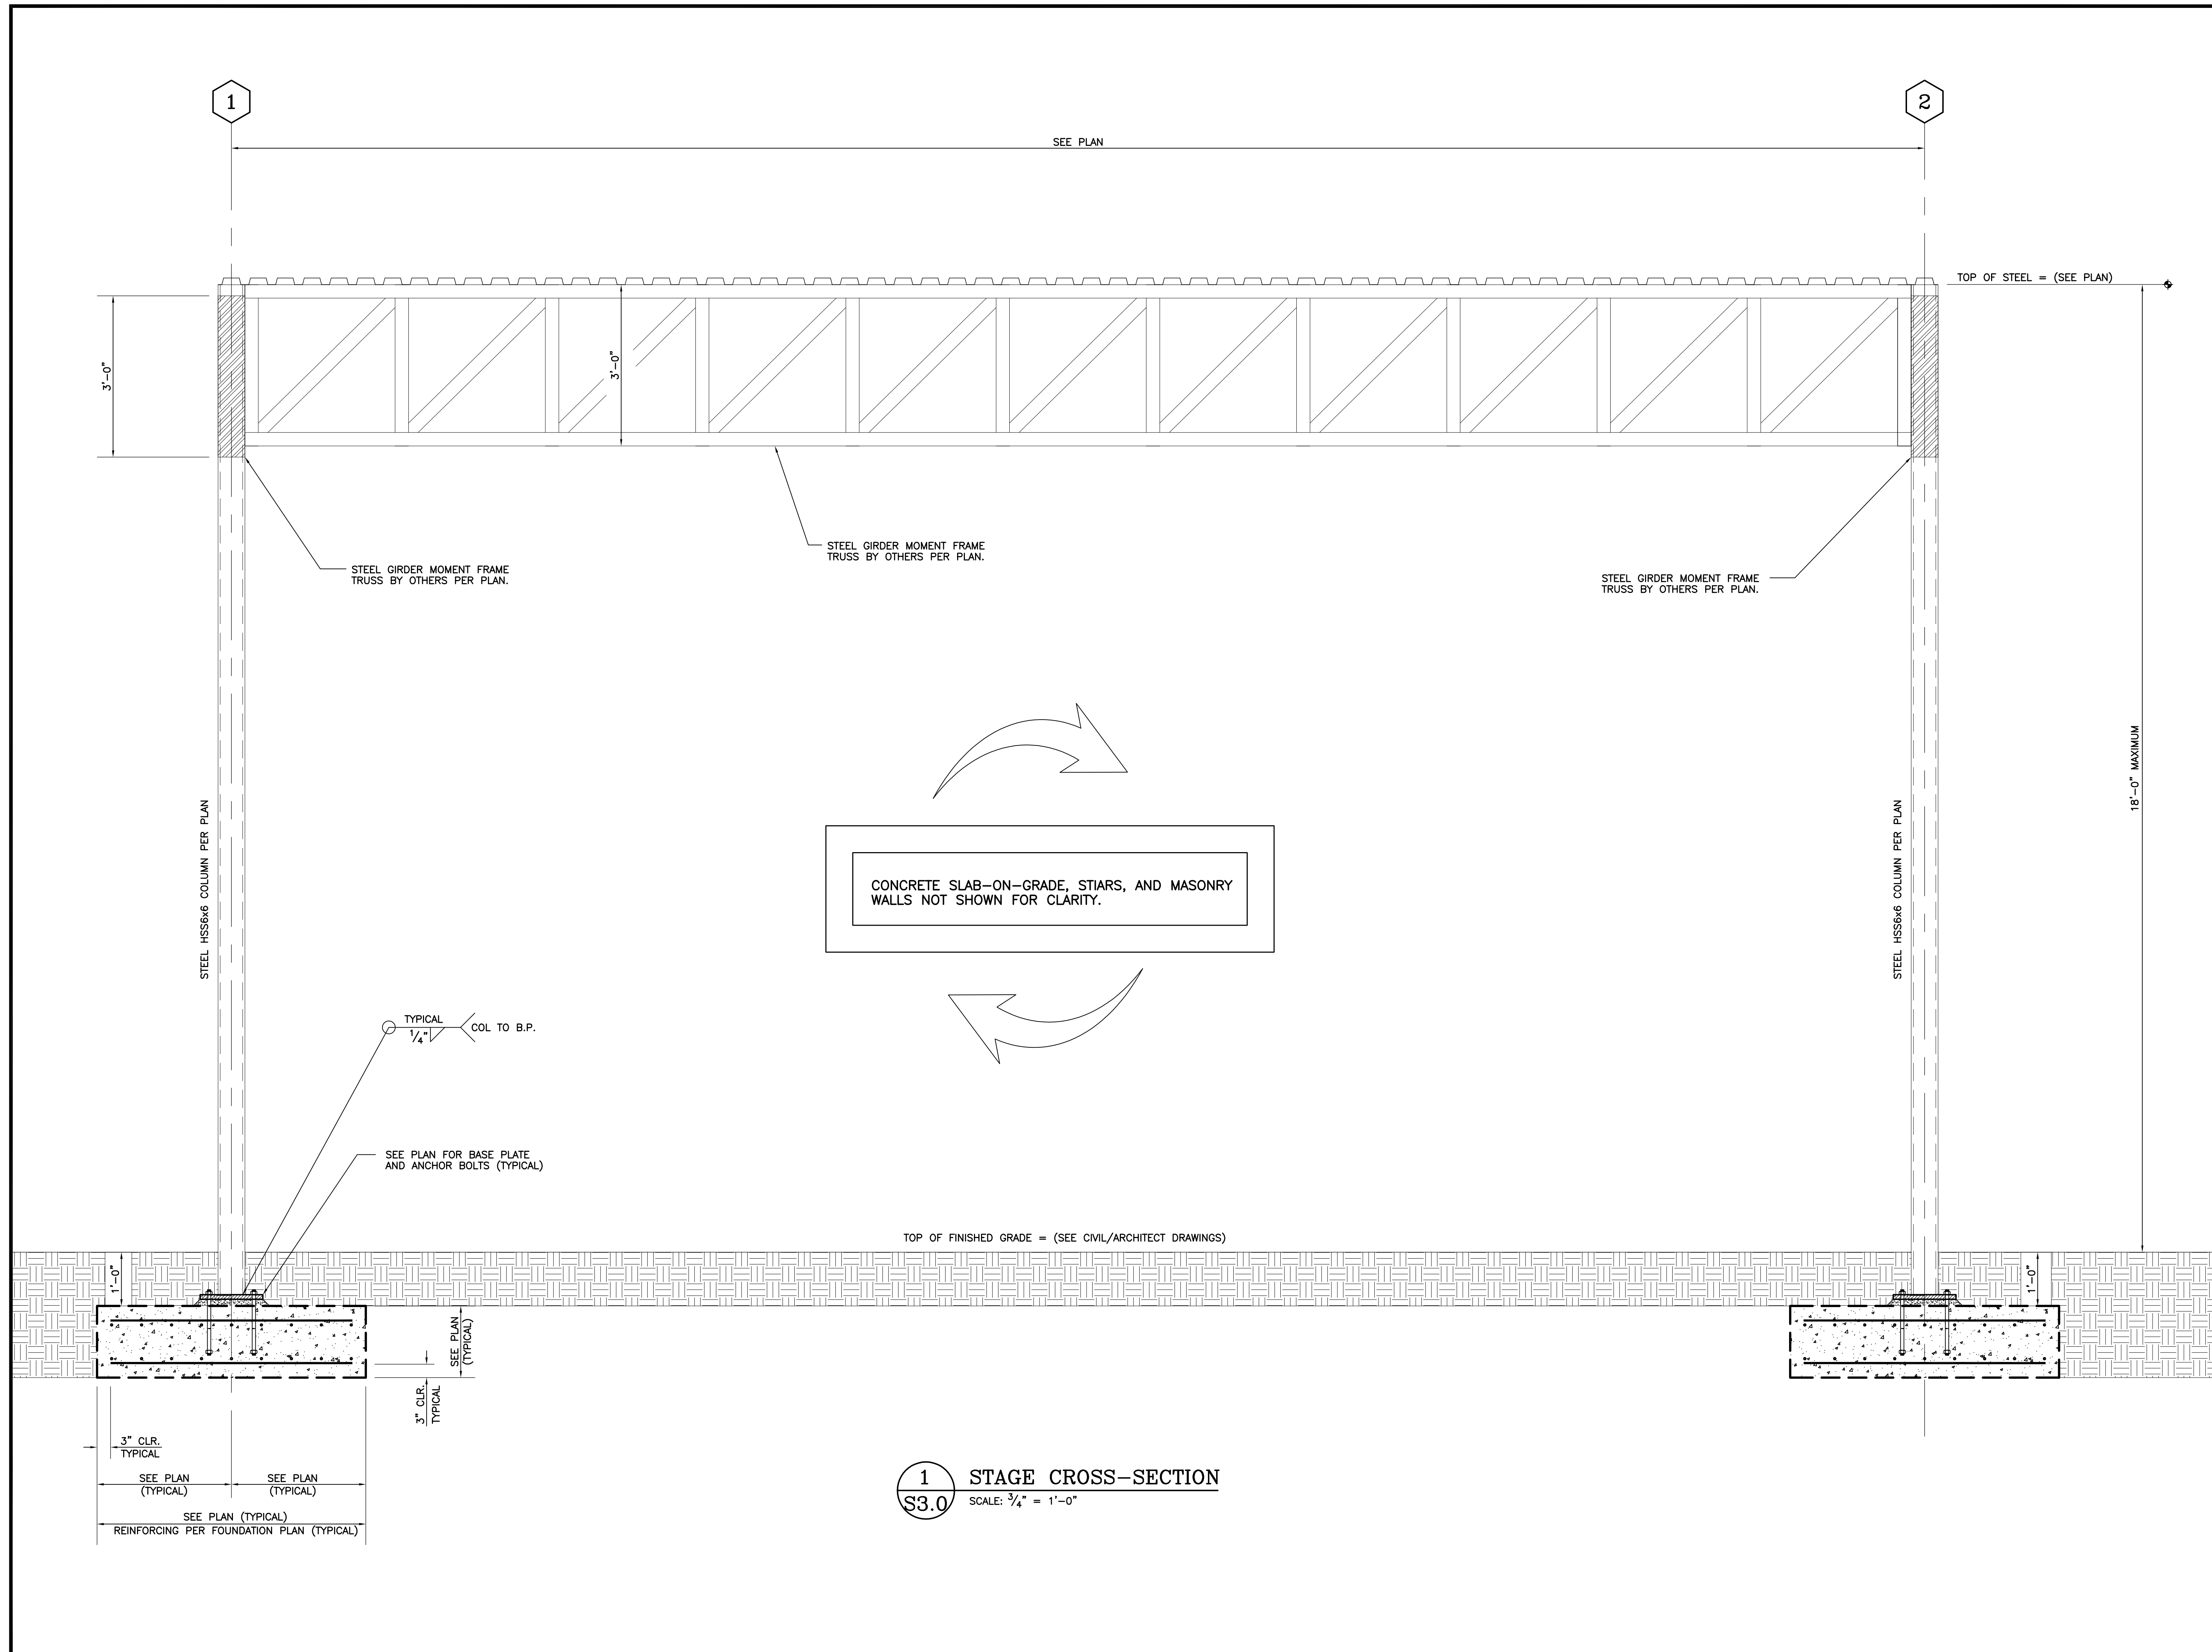 1
2
SEE PLAN
TOP OF STEEL = (SEE PLAN)
3'-0"
3'-0"
STEEL GIRDER MOMENT FRAME
TRUSS BY OTHERS PER PLAN.
STEEL GIRDER MOMENT FRAME
TRUSS BY OTHERS PER PLAN.
STEEL GIRDER MOMENT FRAME
TRUSS BY OTHERS PER PLAN.
18'-0" MAXIMUM
STEEL HSS6x6 COLUMN PER PLAN
STEEL HSS6x6 COLUMN PER PLAN
CONCRETE SLAB-ON-GRADE, STIARS, AND MASONRY
WALLS NOT SHOWN FOR CLARITY.
TYPICAL
1/4"
COL TO B.P.
SEE PLAN FOR BASE PLATE
AND ANCHOR BOLTS (TYPICAL)
TOP OF FINISHED GRADE = (SEE CIVIL/ARCHITECT DRAWINGS)
1'-0"
1'-0"
SEE PLAN
(TYPICAL)
3" CLR.
TYPICAL
3" CLR.
TYPICAL
SEE PLAN
(TYPICAL)
SEE PLAN
(TYPICAL)
SEE PLAN (TYPICAL)
REINFORCING PER FOUNDATION PLAN (TYPICAL)
1
S3.0
STAGE CROSS-SECTION
SCALE: 3/4" = 1'-0"